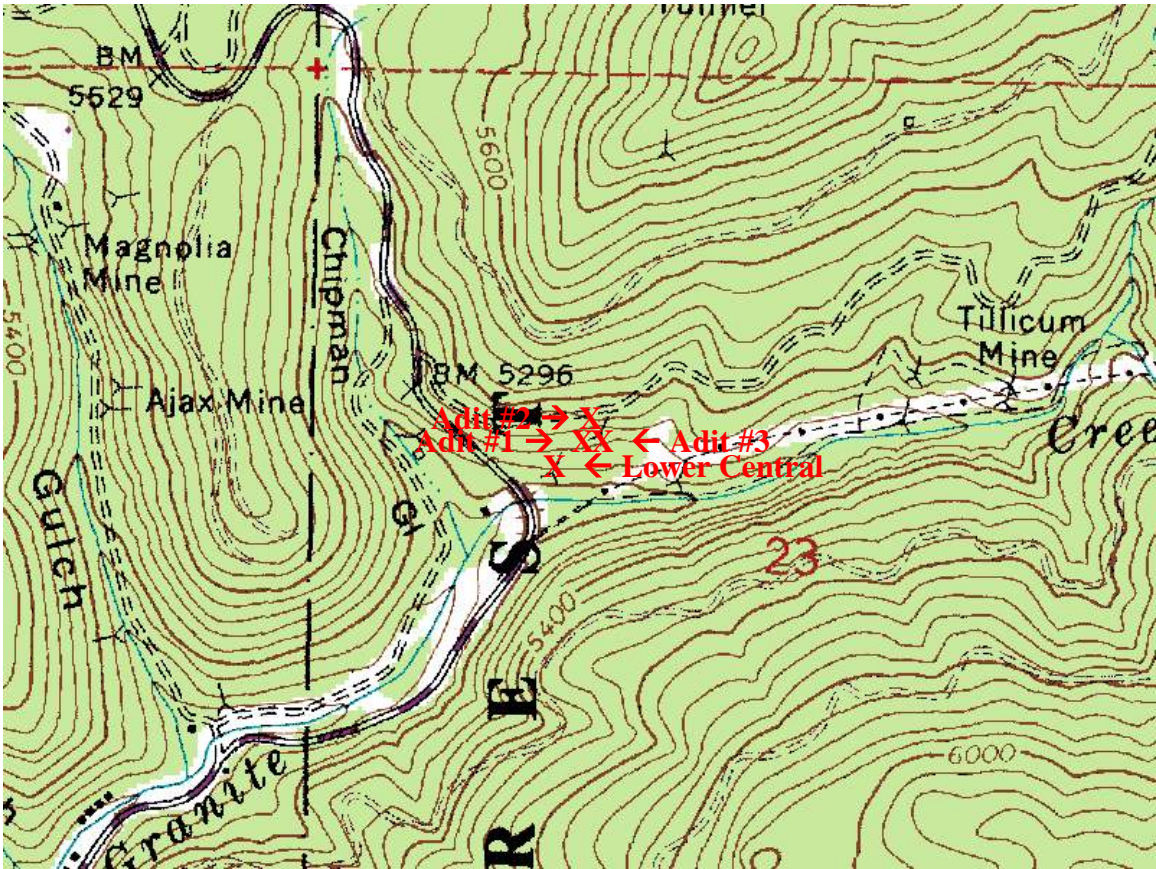 Tunnel
BM
5529
5600
Magnolia
Mine
5400
Chipman
Gl
Tillicum
Mine
BM 5296
Ajax Mine
Adit #2 → X
Adit #1 → XX ← Adit #3
X ← Lower Central
Cree
Gulch
23
S
5400
E
6000
Granite
R